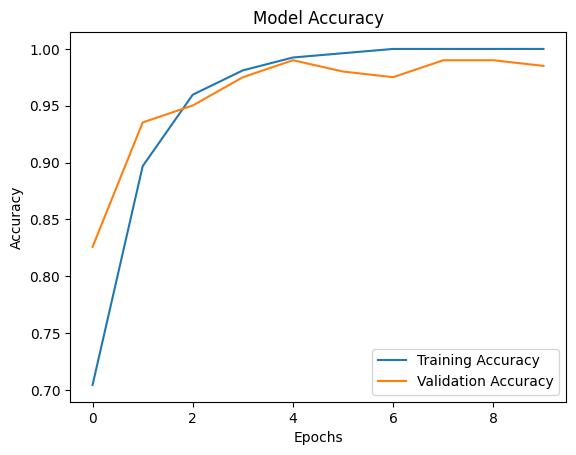 Model Accuracy
1.00
0.95
0.90
0.85
0.80
0.75
0.70
Accuracy
Training Accuracy
Validation Accuracy
0 2 4 6 8
Epochs